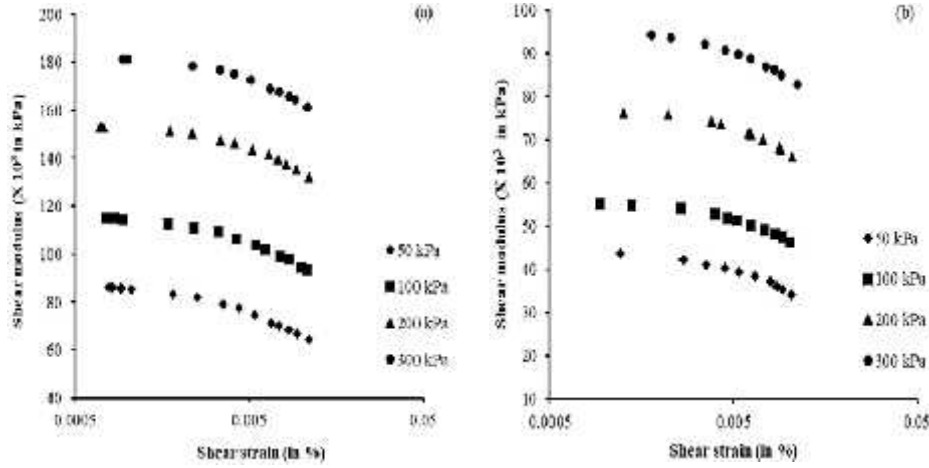 (a)
Shear modulus (X 10³ in kPa)
200
180
160
140
120
100
80
60
40
0.0005
0.005
0.05
Shear strain (in %)
50 kPa
100 kPa
200 kPa
300 kPa
(b)
Shear modulus (X 10³ in kPa)
100
90
80
70
60
50
40
30
20
10
0.0005
0.005
0.05
Shear strain (in %)
50 kPa
100 kPa
200 kPa
300 kPa